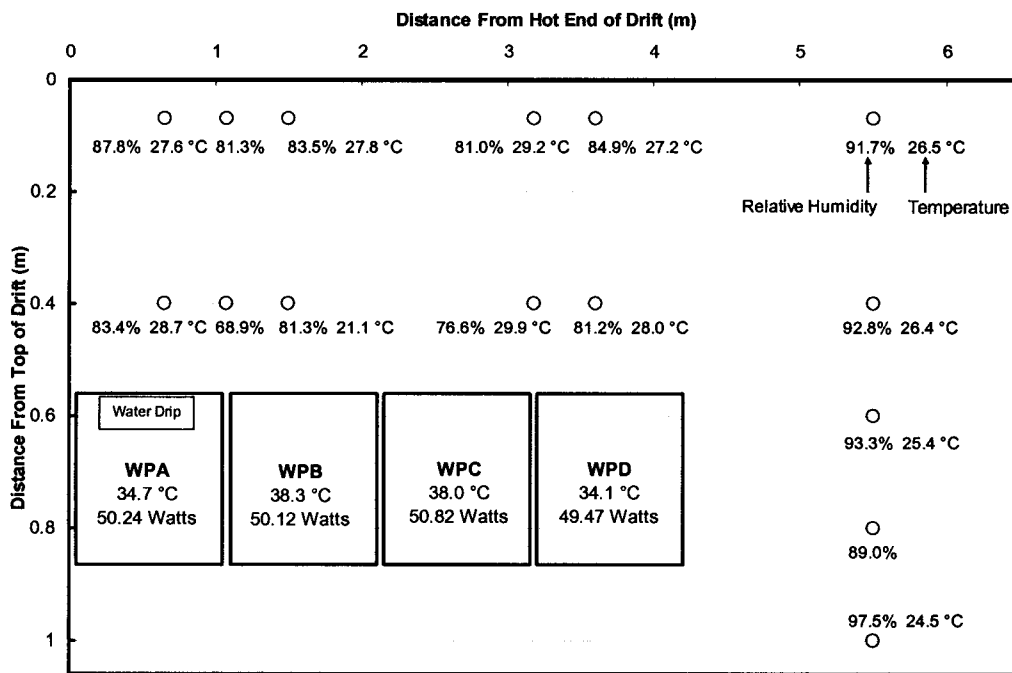 Distance From Hot End of Drift (m)
0 1 2 3 4 5 6
Distance From Top of Drift (m)
0
87.8% 27.6 °C 81.3% 83.5% 27.8 °C 81.0% 29.2 °C 84.9% 27.2 °C 91.7% 26.5 °C
0.2
Relative Humidity Temperature
0.4
83.4% 28.7 °C 68.9% 81.3% 21.1 °C 76.6% 29.9 °C 81.2% 28.0 °C 92.8% 26.4 °C
0.6
Water Drip
93.3% 25.4 °C
WPA WPB WPC WPD
34.7 °C 38.3 °C 38.0 °C 34.1 °C
50.24 Watts 50.12 Watts 50.82 Watts 49.47 Watts
0.8
89.0%
97.5% 24.5 °C
1